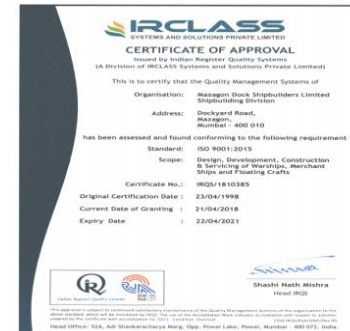 IRCLASS
SYSTEMS AND SOLUTIONS PRIVATE LIMITED
CERTIFICATE OF APPROVAL
Issued by Indian Register Quality Systems
(A Division of IRCLASS Systems and Solutions Private Limited)
This is to certify that the Quality Management Systems of
Organisation: Mazagon Dock Shipbuilders Limited
Shipbuilding Division
Address: Dockyard Road,
Mazagon,
Mumbai - 400 010
has been assessed and found conforming to the following requirement
Standard: ISO 9001:2015
Scope: Design, Development, Construction
& Servicing of Warships, Merchant
Ships and Floating Crafts
Certificate No.: IRQS/1810385
Original Certification Date : 23/04/1998
Current Date of Granting : 21/04/2018
Expiry Date : 22/04/2021
Indian Register Quality Systems
Shashi Nath Mishra
Head IRQS
Head Office: 52A, Adi Shankaracharya Marg, Opp. Powai Lake, Powai, Mumbai - 400 072, India.